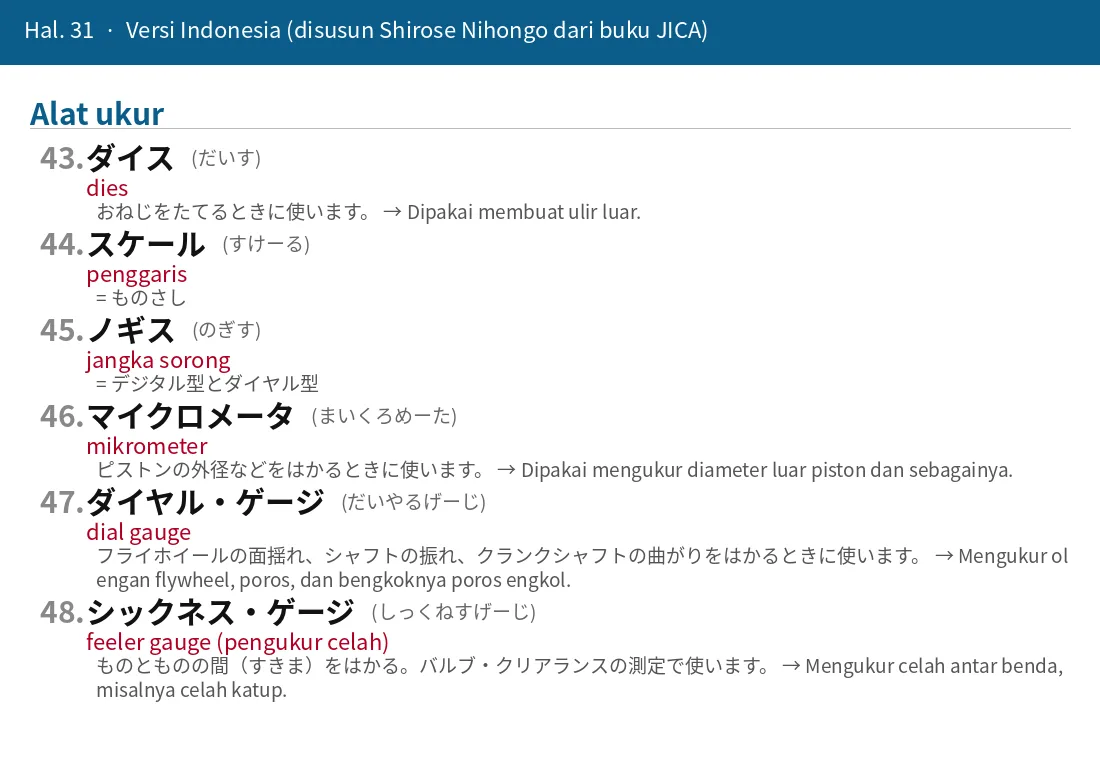 Hal. 31 · Versi Indonesia (disusun Shirose Nihongo dari buku JICA)
Alat ukur
43. ダイス (だいす)
dies
おねじをたてるときに使います。 → Dipakai membuat ulir luar.
44. スケール (すけーる)
penggaris
= ものさし
45. ノギス (のぎす)
jangka sorong
= デジタル型とダイヤル型
46. マイクロメータ (まいくろめーた)
mikrometer
ピストンの外径などをはかるときに使います。 → Dipakai mengukur diameter luar piston dan sebagainya.
47. ダイヤル・ゲージ (だいやるげーじ)
dial gauge
フライホイールの面揺れ、シャフトの振れ、クランクシャフトの曲がりをはかるときに使います。 → Mengukur ol
engan flywheel, poros, dan bengkoknya poros engkol.
48. シックネス・ゲージ (しっくねすげーじ)
feeler gauge (pengukur celah)
ものとものの間（すきま）をはかる。バルブ・クリアランスの測定で使います。 → Mengukur celah antar benda,
misalnya celah katup.